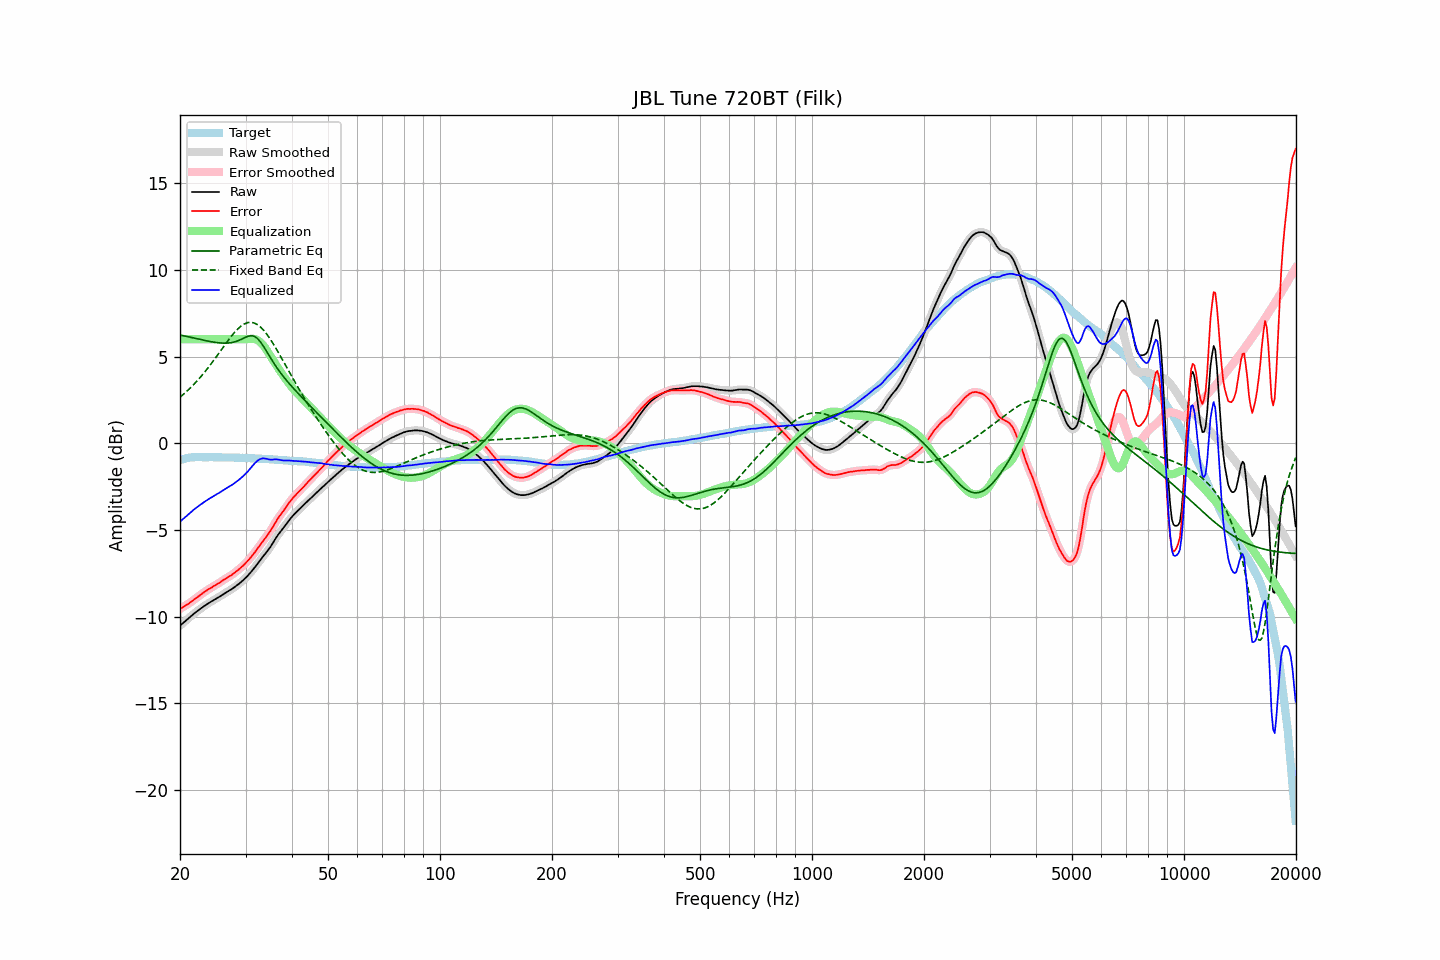 JBL Tune 720BT (Filk)
Target
Raw Smoothed
Error Smoothed
Raw
Error
Equalization
Parametric Eq
Fixed Band Eq
Equalized
Amplitude (dBr)
15
10
5
0
−5
−10
−15
−20
20 50 100 200 500 1000 2000 5000 10000 20000
Frequency (Hz)